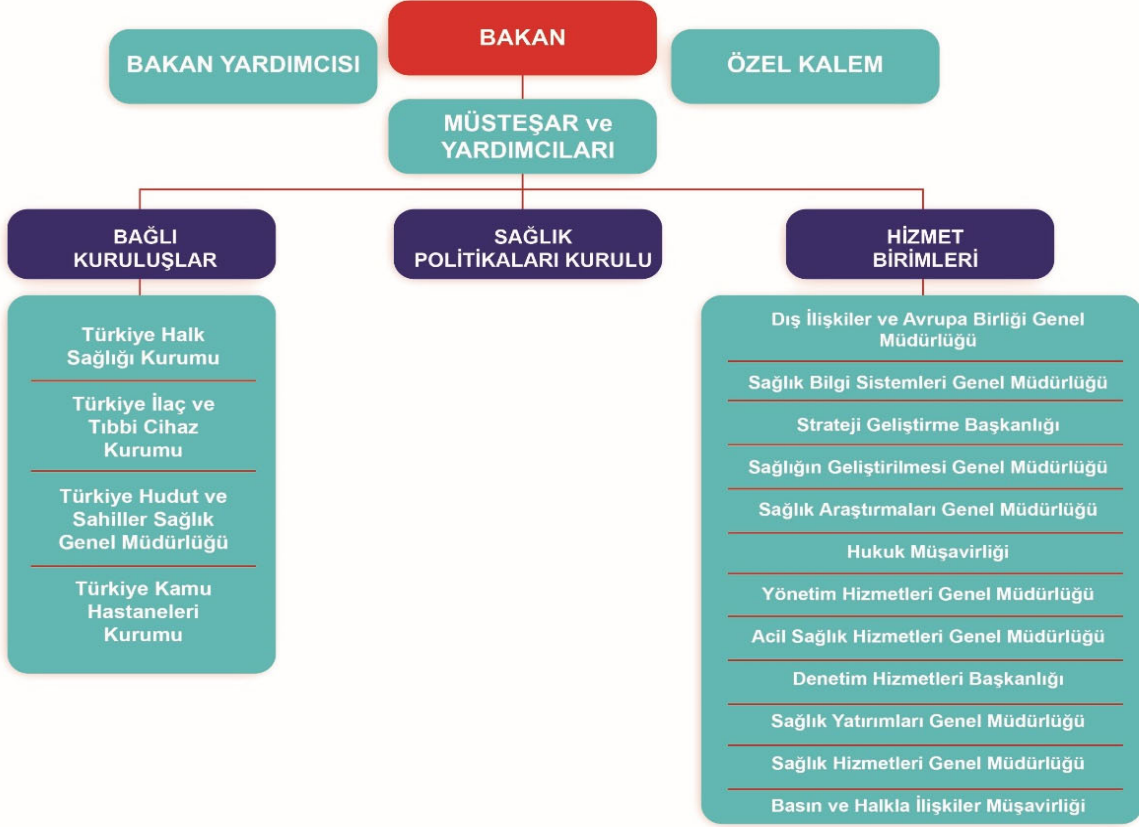 BAKAN
BAKAN YARDIMCISI
ÖZEL KALEM
MÜSTEŞAR ve
YARDIMCILARI
BAĞLI
KURULUŞLAR
SAĞLIK
POLİTİKALARI KURULU
HİZMET
BİRİMLERİ
Türkiye Halk
Sağlığı Kurumu
Türkiye İlaç ve
Tıbbi Cihaz
Kurumu
Türkiye Hudut ve
Sahiller Sağlık
Genel Müdürlüğü
Türkiye Kamu
Hastaneleri
Kurumu
Dış İlişkiler ve Avrupa Birliği Genel
Müdürlüğü
Sağlık Bilgi Sistemleri Genel Müdürlüğü
Strateji Geliştirme Başkanlığı
Sağlığın Geliştirilmesi Genel Müdürlüğü
Sağlık Araştırmaları Genel Müdürlüğü
Hukuk Müşavirliği
Yönetim Hizmetleri Genel Müdürlüğü
Acil Sağlık Hizmetleri Genel Müdürlüğü
Denetim Hizmetleri Başkanlığı
Sağlık Yatırımları Genel Müdürlüğü
Sağlık Hizmetleri Genel Müdürlüğü
Basın ve Halkla İlişkiler Müşavirliği